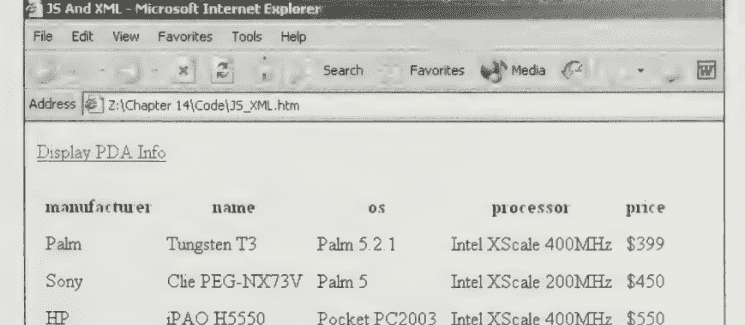 JS And XML - Microsoft Internet Explorer
File Edit View Favorites Tools Help
Search Favorites Media
Address Z:\Chapter 14\Code\JS_XML.htm
Display PDA Info
manufacturer name os processor price
Palm Tungsten T3 Palm 5.2.1 Intel XScale 400MHz $399
Sony Clie PEG-NX73V Palm 5 Intel XScale 200MHz $450
HP iPAQ H5550 Pocket PC2003 Intel XScale 400MHz $550